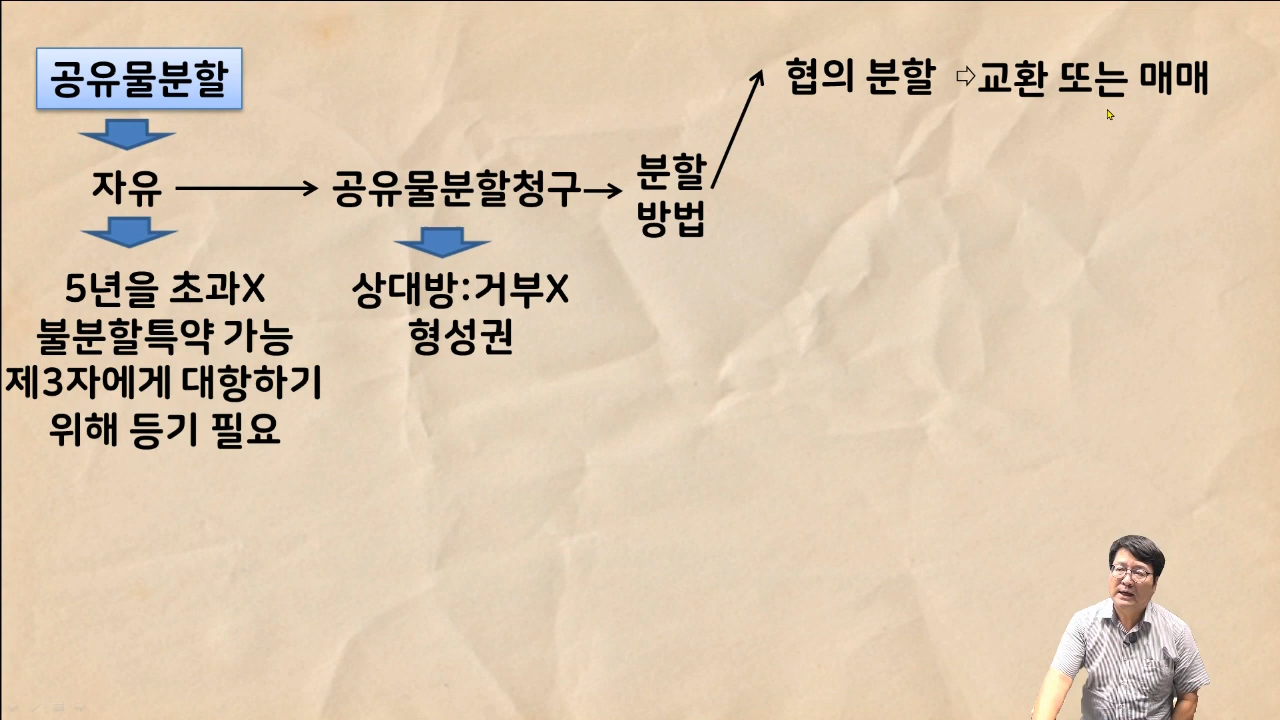 공유물분할
협의 분할 ⇨교환 또는 매매
자유
공유물분할청구
분할
방법
5년을 초과X
불분할특약 가능
제3자에게 대항하기
위해 등기 필요
상대방:거부X
형성권